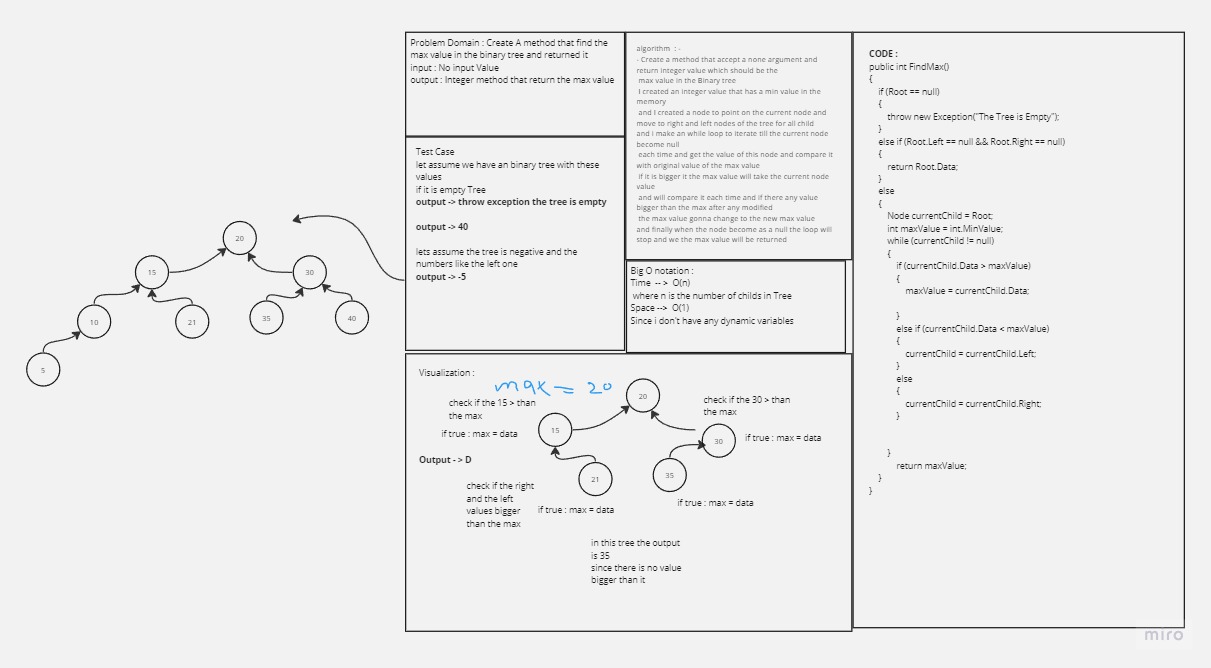 20
15
30
10
21
35
40
5
Problem Domain : Create A method that find the
max value in the binary tree and returned it
input : No input Value
output : Integer method that return the max value
Test Case
let assume we have an binary tree with these
values
if it is empty Tree
output -> throw exception the tree is empty
output -> 40
lets assume the tree is negative and the
numbers like the left one
output -> -5
algorithm : -
- Create a method that accept a none argument and
return integer value which should be the
max value in the Binary tree
I created an integer value that has a min value in the
memory
and I created a node to point on the current node and
move to right and left nodes of the tree for all child
and i make an while loop to iterate till the current node
become null
each time and get the value of this node and compare it
with original value of the max value
if it is bigger it the max value will take the current node
value
and will compare it each time and if there any value
bigger than the max after any modified
the max value gonna change to the new max value
and finally when the node become as a null the loop will
stop and we the max value will be returned
Big O notation :
Time --> O(n)
where n is the number of childs in Tree
Space --> O(1)
Since i don't have any dynamic variables
Visualization :
max = 20
20
check if the 15 > than
the max
15
if true : max = data
check if the 30 > than
the max
30
if true : max = data
Output - > D
21
35
check if the right
and the left
values bigger
than the max
if true : max = data
if true : max = data
in this tree the output
is 35
since there is no value
bigger than it
CODE :
public int FindMax()
{
if (Root == null)
{
throw new Exception("The Tree is Empty");
}
else if (Root.Left == null && Root.Right == null)
{
return Root.Data;
}
else
{
Node currentChild = Root;
int maxValue = int.MinValue;
while (currentChild != null)
{
if (currentChild.Data > maxValue)
{
maxValue = currentChild.Data;
}
else if (currentChild.Data < maxValue)
{
currentChild = currentChild.Left;
}
else
{
currentChild = currentChild.Right;
}
}
return maxValue;
}
}
miro